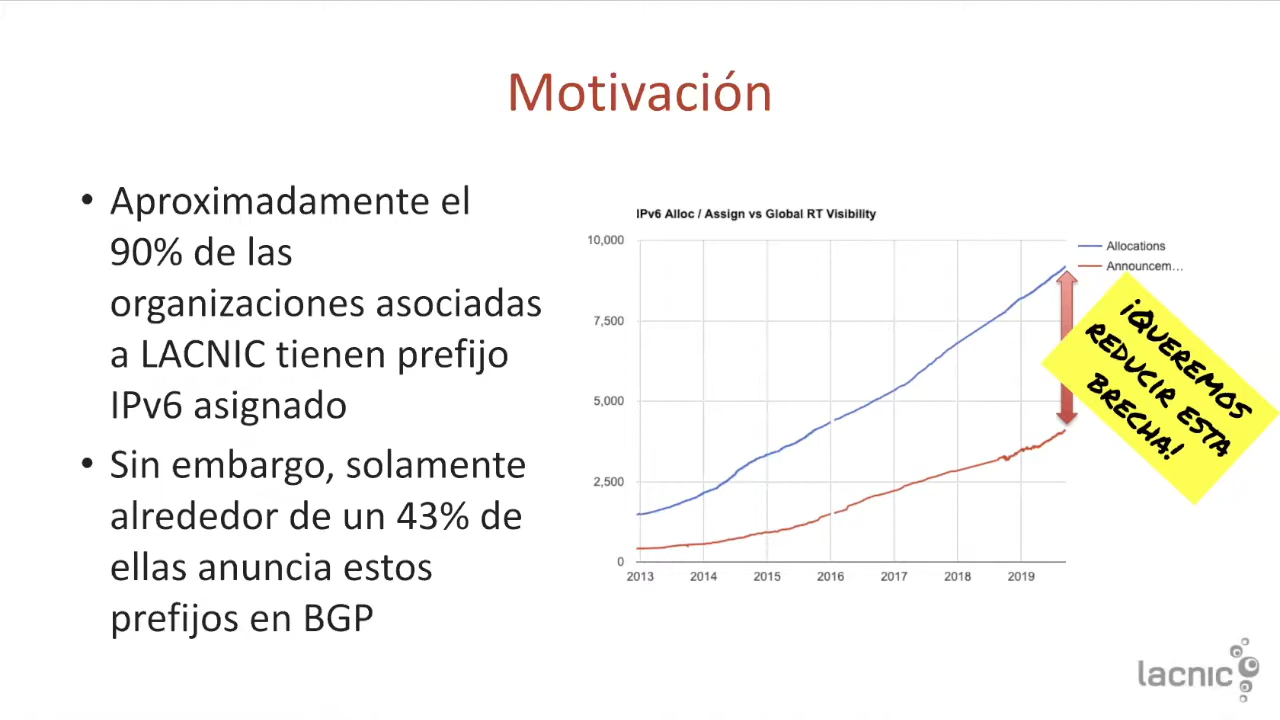 Motivación
• Aproximadamente el
90% de las
organizaciones asociadas
a LACNIC tienen prefijo
IPv6 asignado
• Sin embargo, solamente
alrededor de un 43% de
ellas anuncia estos
prefijos en BGP
IPv6 Alloc / Assign vs Global RT Visibility
10,000
7,500
5,000
2,500
0
2013 2014 2015 2016 2017 2018 2019
Allocations
Announcem...
¡QUEREMOS
REDUCIR ESTA
BRECHA!
lacnic